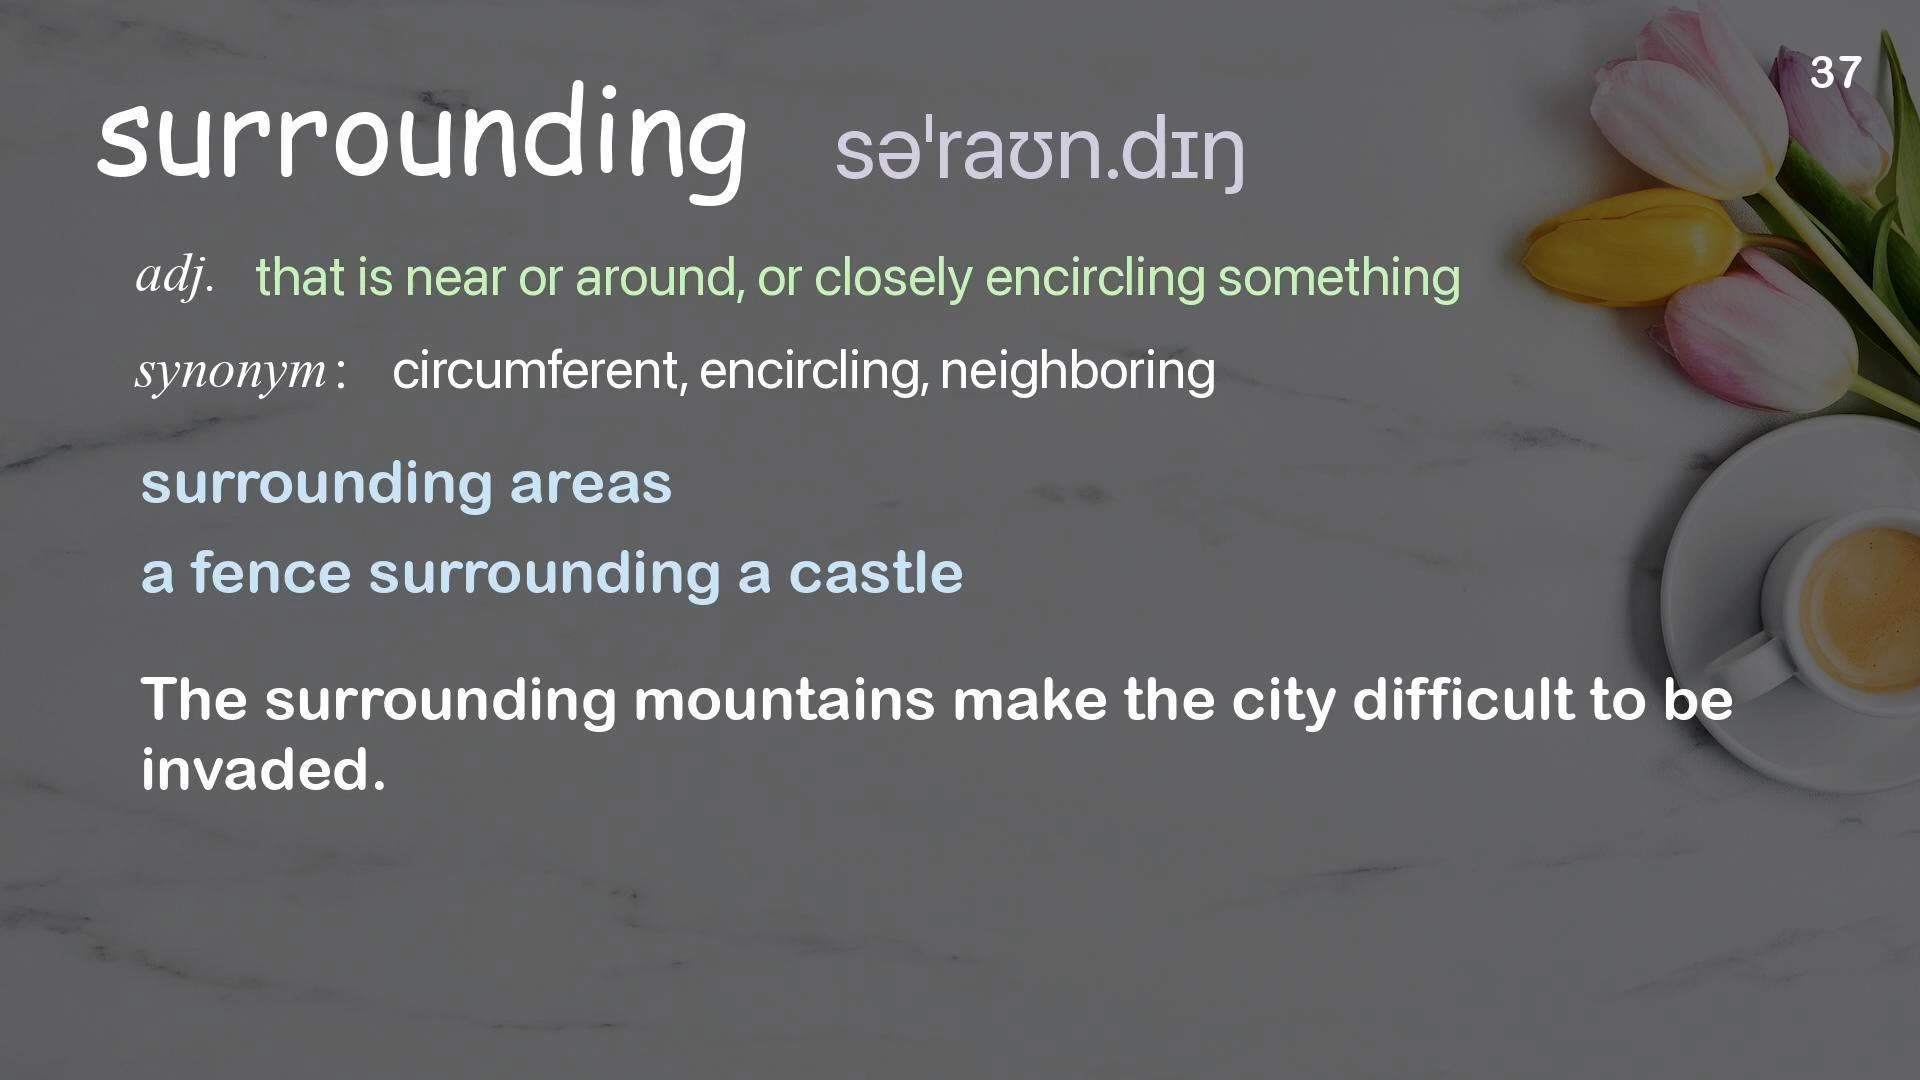 37
surrounding səˈraʊn.dɪŋ
adj. that is near or around, or closely encircling something
synonym: circumferent, encircling, neighboring
surrounding areas
a fence surrounding a castle
The surrounding mountains make the city difficult to be
invaded.